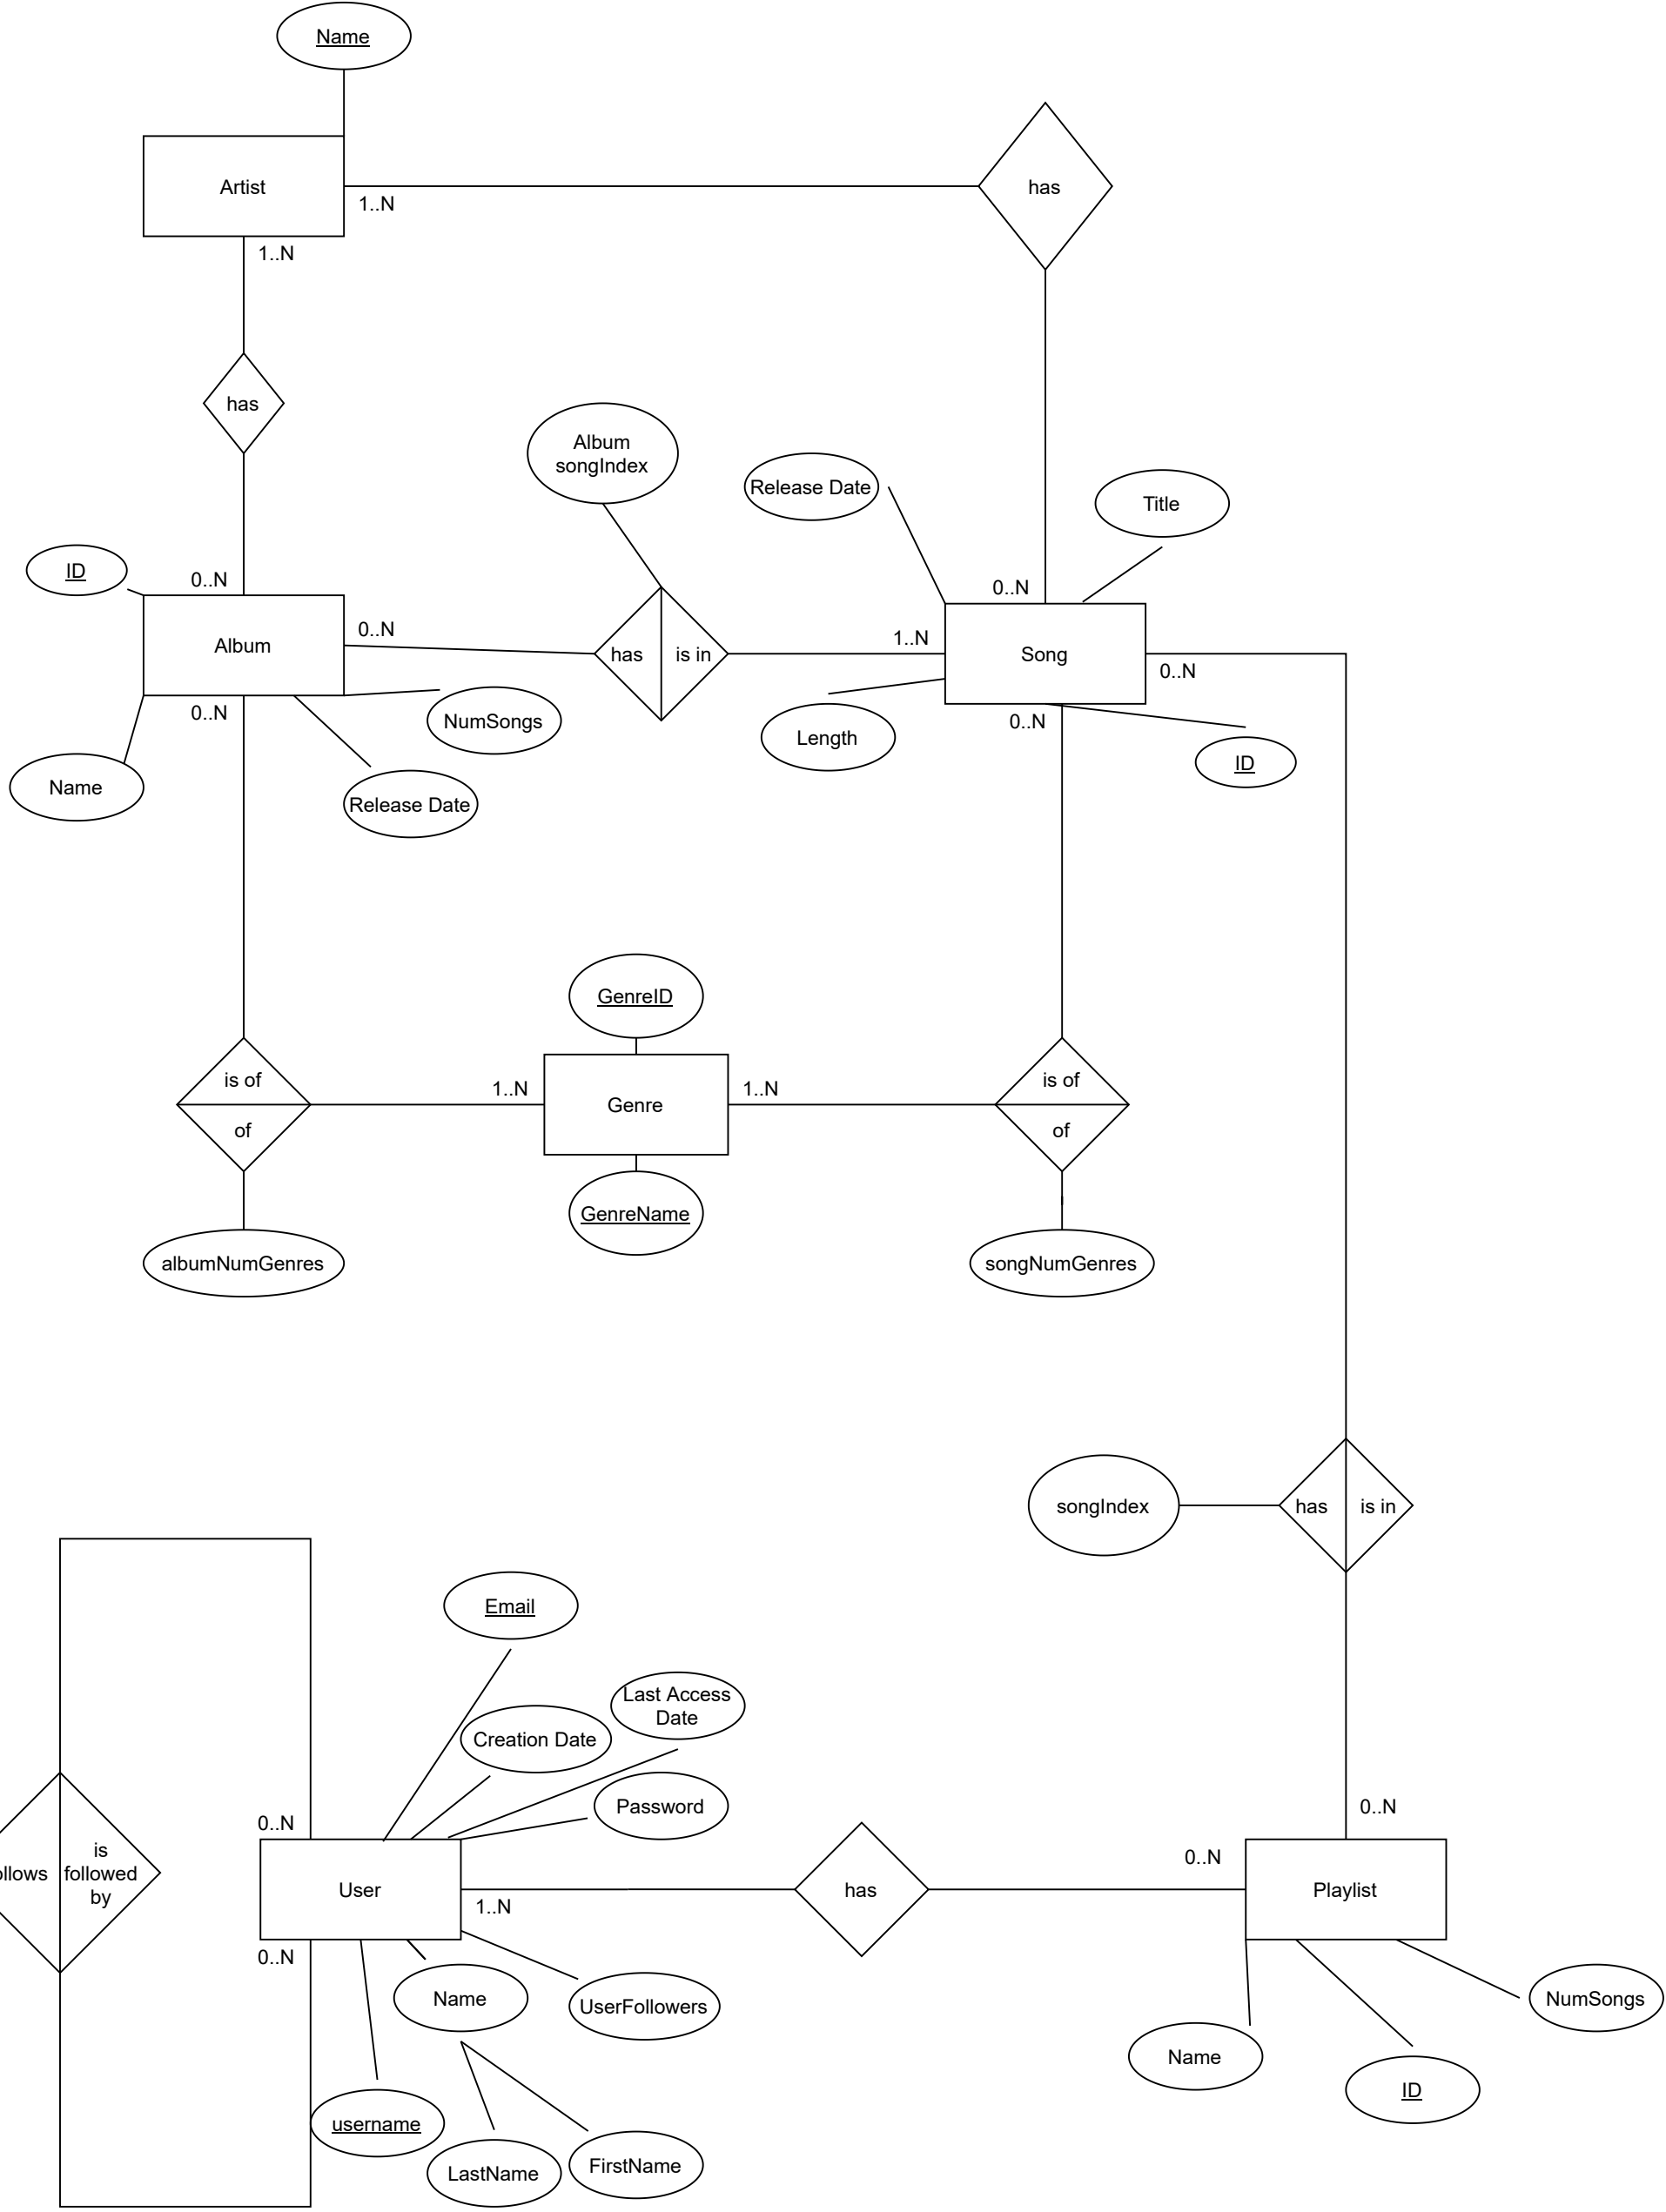 Name
Artist
has
1..N
1..N
has
Album
songIndex
Release Date
Title
ID
0..N
0..N
Album
0..N
has
is in
1..N
Song
0..N
0..N
NumSongs
0..N
Length
ID
Name
Release Date
GenreID
is of
of
1..N
Genre
1..N
is of
of
GenreName
albumNumGenres
songNumGenres
songIndex
has
is in
Email
Last Access
Date
Creation Date
Password
0..N
0..N
ollows
is
followed
by
User
1..N
has
0..N
Playlist
0..N
Name
UserFollowers
NumSongs
Name
ID
username
LastName
FirstName